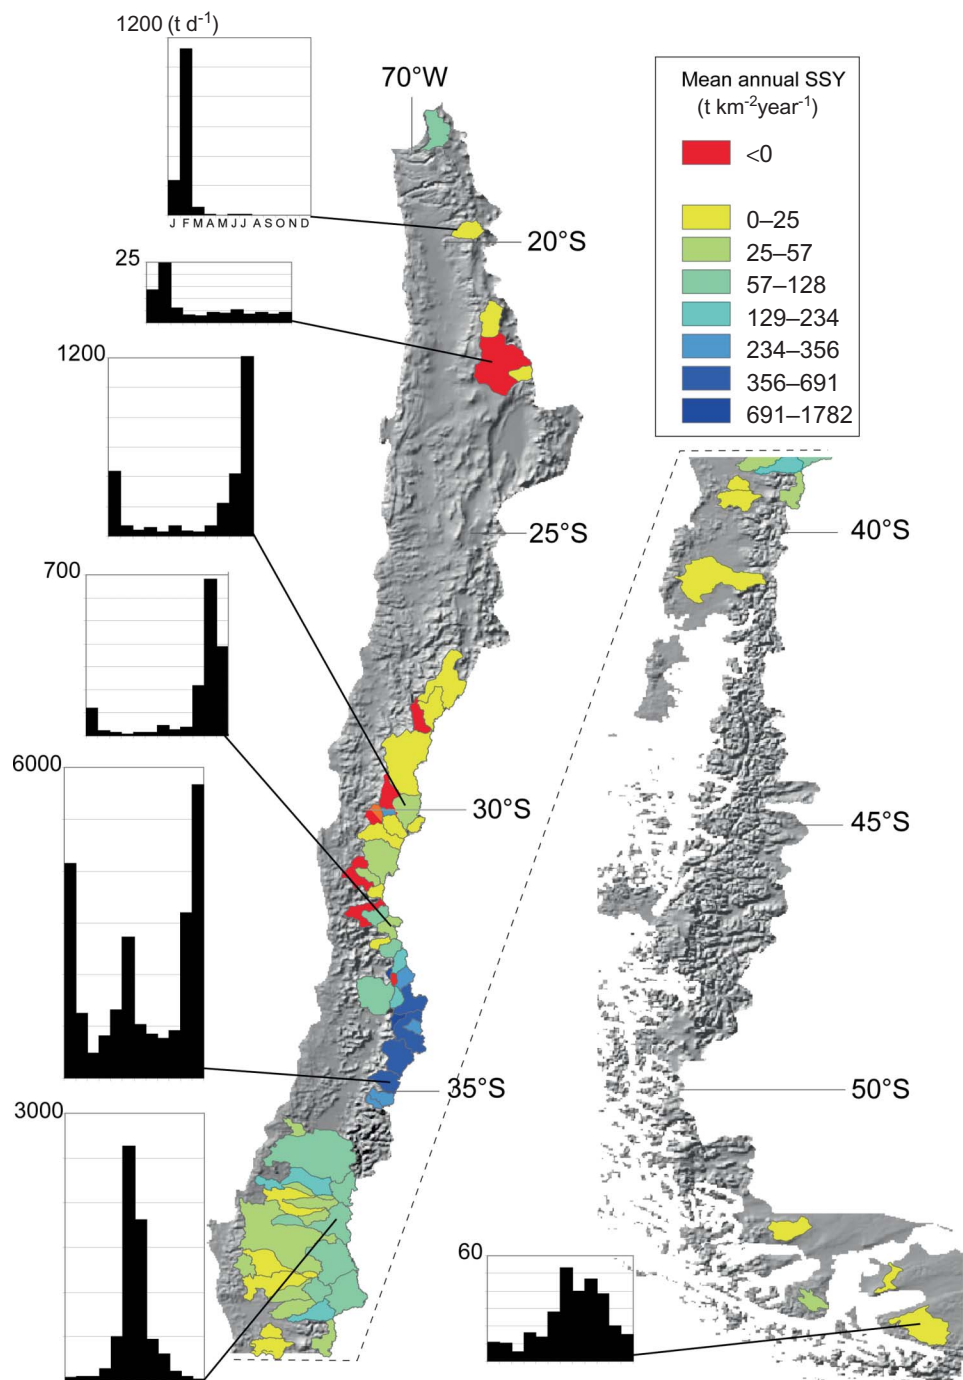 1200 (t d⁻¹)
J F M A M J J A S O N D
25
1200
700
6000
3000
60
70°W
20°S
25°S
30°S
35°S
40°S
45°S
50°S
Mean annual SSY
(t km⁻²year⁻¹)
<0
0–25
25–57
57–128
129–234
234–356
356–691
691–1782